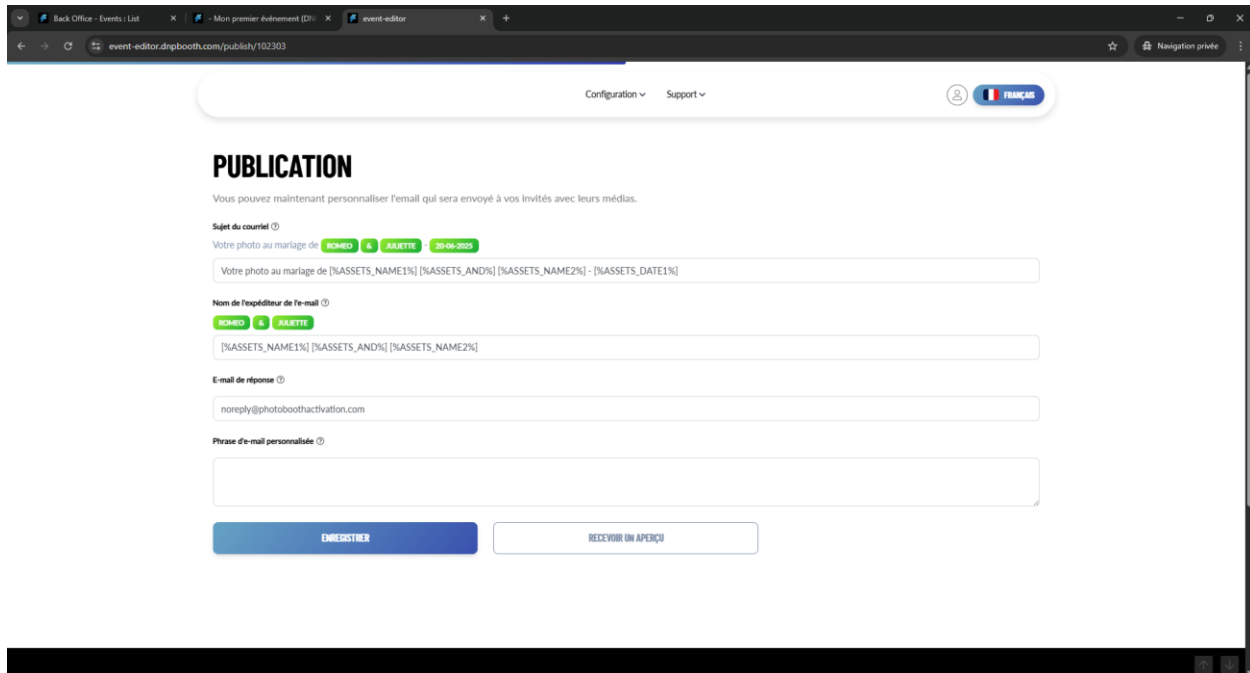 Back Office - Events : List
- Mon premier événement (DN
event-editor
event-editor.dnpbooth.com/publish/102303
Navigation privée
Configuration
Support
FRANÇAIS
PUBLICATION
Vous pouvez maintenant personnaliser l'email qui sera envoyé à vos invités avec leurs médias.
Sujet du courriel
Votre photo au mariage de ROMEO & JULIETTE - 20-06-2025
Votre photo au mariage de [%ASSETS_NAME1%] [%ASSETS_AND%] [%ASSETS_NAME2%] - [%ASSETS_DATE1%]
Nom de l'expéditeur de l'e-mail
ROMEO & JULIETTE
[%ASSETS_NAME1%] [%ASSETS_AND%] [%ASSETS_NAME2%]
E-mail de réponse
noreply@photoboothactivation.com
Phrase d'e-mail personnalisée
ENREGISTRER
RECEVOIR UN APERÇU